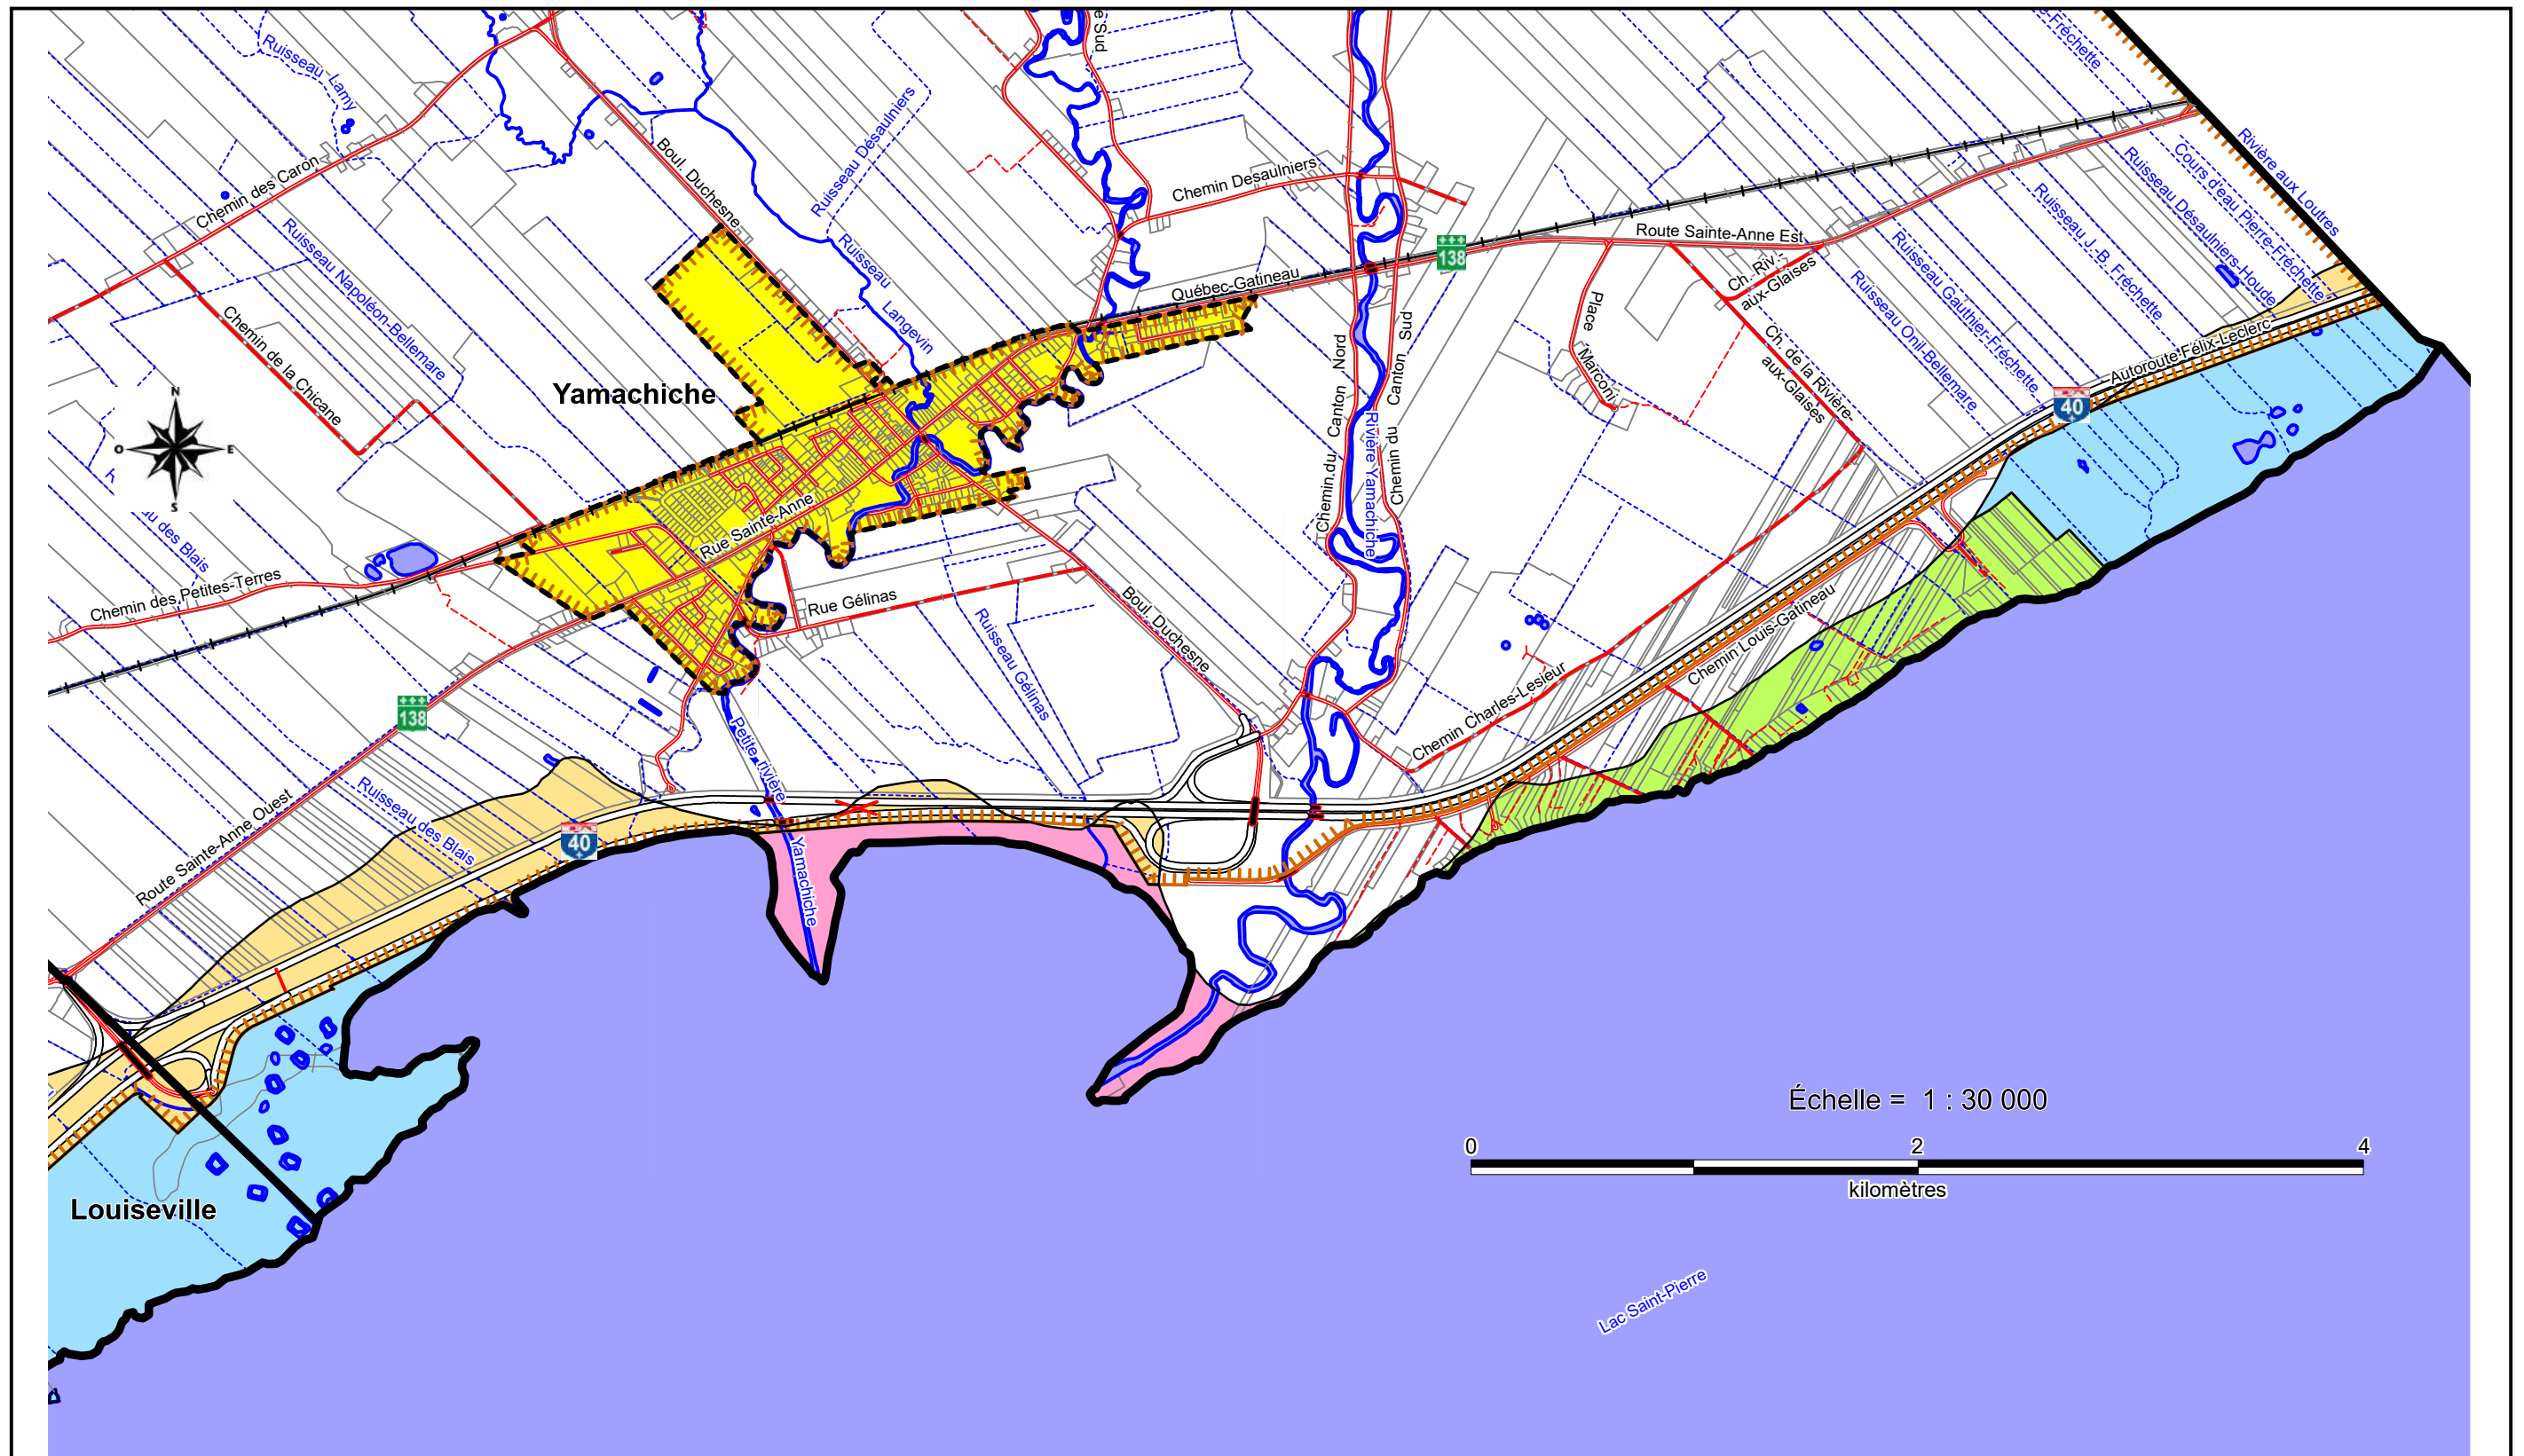 e Sud
e-Fréchette
Ruisseau Lamy
Ruisseau Désaulniers
Boul. Duchesne
Chemin des Caron
Chemin Desaulniers
Rivière aux Loutres
Cours d'eau Pierre-Fréchette
Ruisseau Désaulniers-Houde
Ruisseau J.-B. Fréchette
Ruisseau Gauthier-Fréchette
Ruisseau Onil-Bellemare
Route Sainte-Anne Est
138
Québec-Gatineau
Ch. Riv.-
aux-Glaises
Ch. de la Rivière-
aux-Glaises
Place Marconi
Ruisseau Napoléon-Bellemare
Ruisseau Langevin
Chemin de la Chicane
Yamachiche
Chemin du Canton Nord
Chemin du Canton Sud
Rivière Yamachiche
Autoroute-Félix-Leclerc
40
N
O
E
S
au des Blais
Rue Sainte-Anne
Chemin des Petites-Terres
Rue Gélinas
Ruisseau Gélinas
Boul. Duchesne
Chemin Louis-Gatineau
Chemin Charles-Lesieur
138
Petite rivière Yamachiche
Route Sainte-Anne Ouest
Ruisseau des Blais
40
Louiseville
Échelle = 1 : 30 000
0 2 4
kilomètres
Lac Saint-Pierre